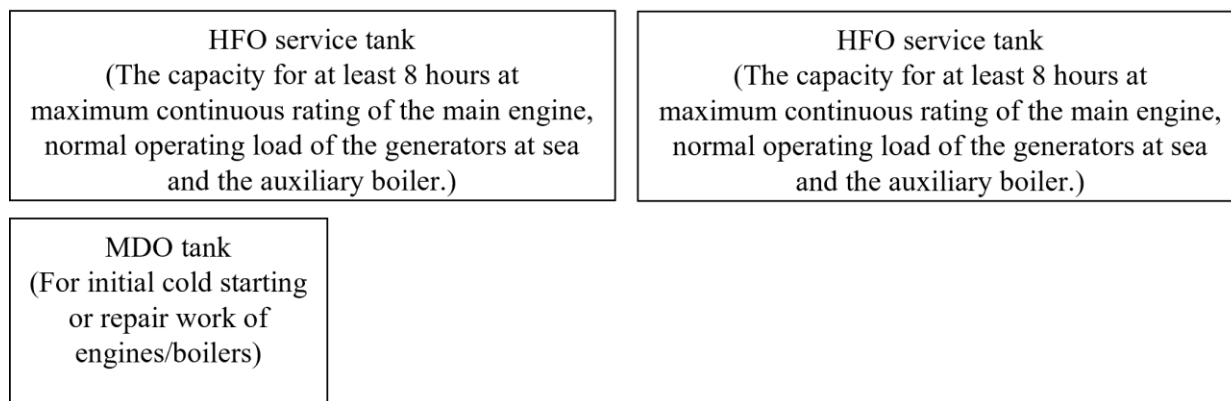 HFO service tank
(The capacity for at least 8 hours at
maximum continuous rating of the main engine,
normal operating load of the generators at sea
and the auxiliary boiler.)
HFO service tank
(The capacity for at least 8 hours at
maximum continuous rating of the main engine,
normal operating load of the generators at sea
and the auxiliary boiler.)
MDO tank
(For initial cold starting
or repair work of
engines/boilers)